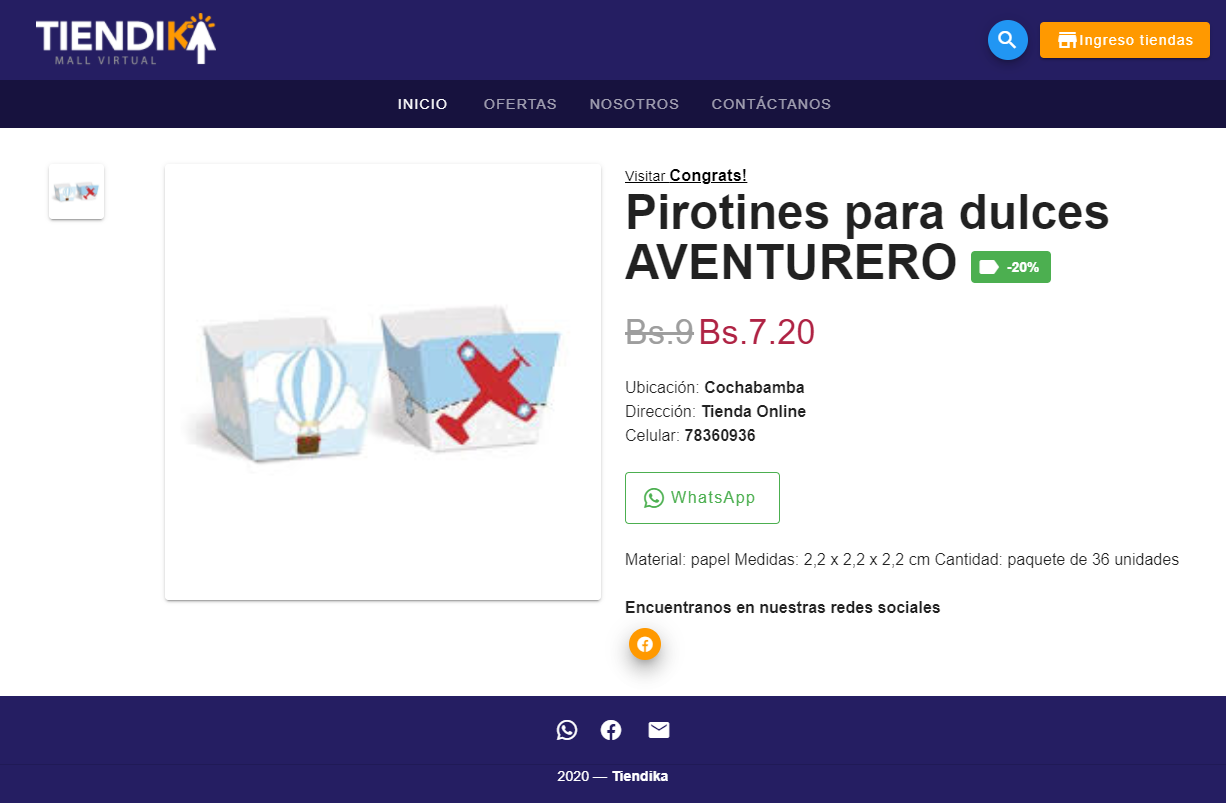 TIENDIKA
MALL VIRTUAL
Ingreso tiendas
INICIO
OFERTAS
NOSOTROS
CONTÁCTANOS
Visitar Congrats!
Pirotines para dulces
AVENTURERO -20%
Bs.9 Bs.7.20
Ubicación: Cochabamba
Dirección: Tienda Online
Celular: 78360936
WhatsApp
Material: papel Medidas: 2,2 x 2,2 x 2,2 cm Cantidad: paquete de 36 unidades
Encuentranos en nuestras redes sociales
2020 — Tiendika